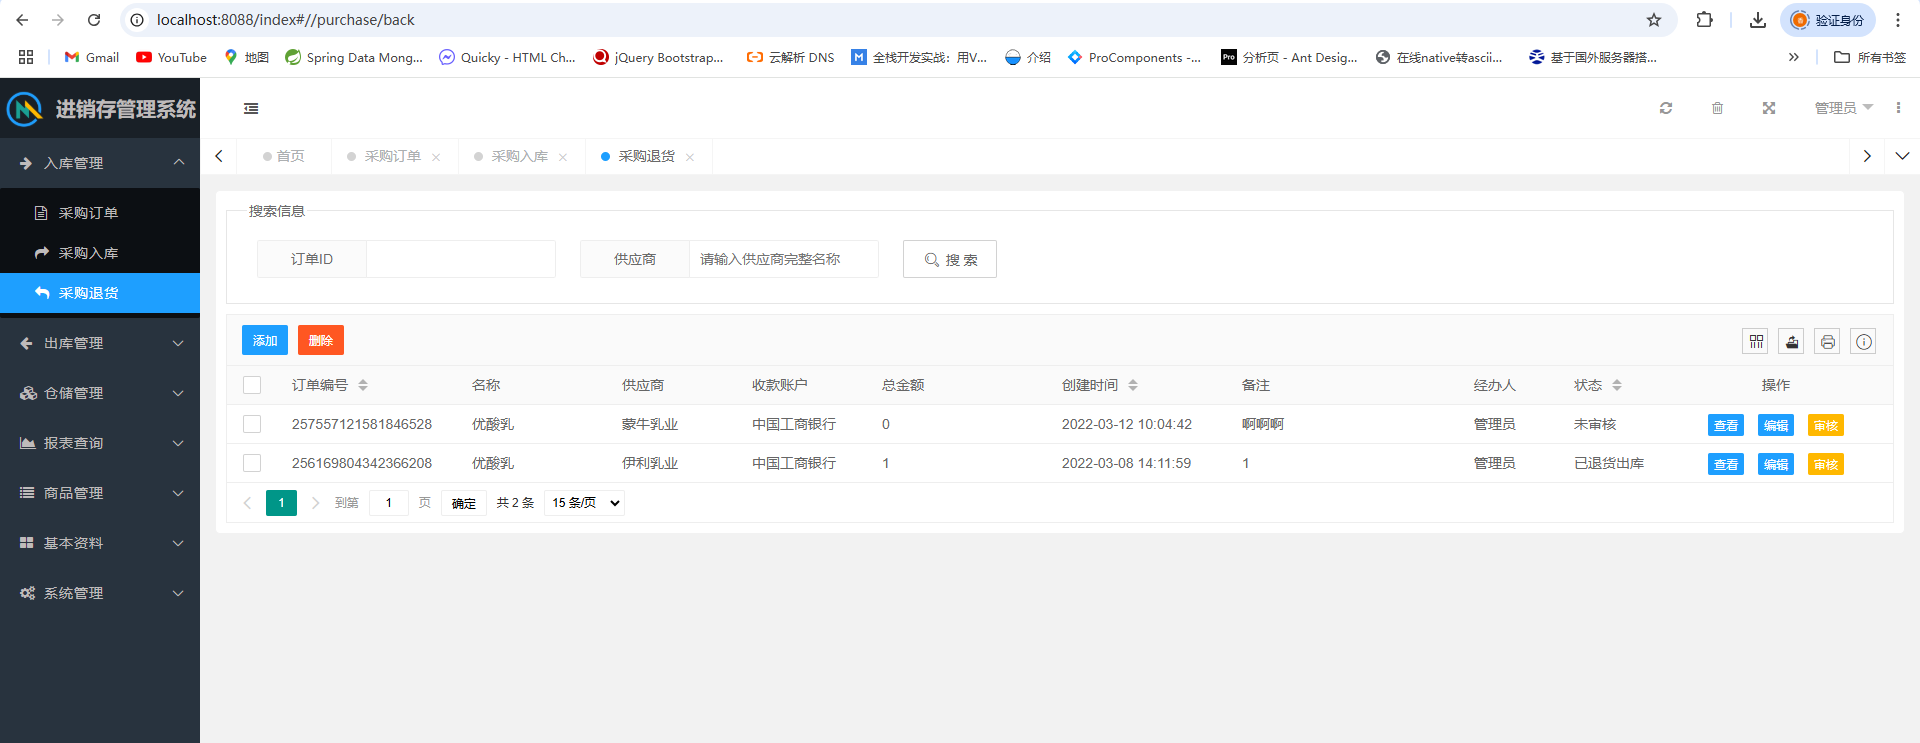 localhost:8088/index#//purchase/back
验证身份
Gmail
YouTube
地图
Spring Data Mong...
Quicky - HTML Ch...
jQuery Bootstrap...
云解析 DNS
全栈开发实战：用V...
介绍
ProComponents -...
Pro
分析页 - Ant Desig...
在线native转ascii...
基于国外服务器搭...
所有书签
进销存管理系统
管理员
首页
采购订单
采购入库
采购退货
入库管理
采购订单
采购入库
采购退货
出库管理
仓储管理
报表查询
商品管理
基本资料
系统管理
搜索信息
订单ID
供应商
请输入供应商完整名称
搜 索
添加
删除
订单编号 名称 供应商 收款账户 总金额 创建时间 备注 经办人 状态 操作
257557121581846528 优酸乳 蒙牛乳业 中国工商银行 0 2022-03-12 10:04:42 啊啊啊 管理员 未审核 查看 编辑 审核
256169804342366208 优酸乳 伊利乳业 中国工商银行 1 2022-03-08 14:11:59 1 管理员 已退货出库 查看 编辑 审核
1 到第 1 页 确定 共 2 条 15 条/页